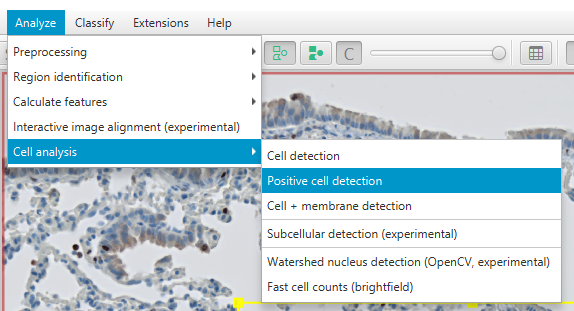 Analyze Classify Extensions Help
Preprocessing
Region identification
C
Calculate features
Interactive image alignment (experimental)
Cell analysis
Cell detection
Positive cell detection
Cell + membrane detection
Subcellular detection (experimental)
Watershed nucleus detection (OpenCV, experimental)
Fast cell counts (brightfield)